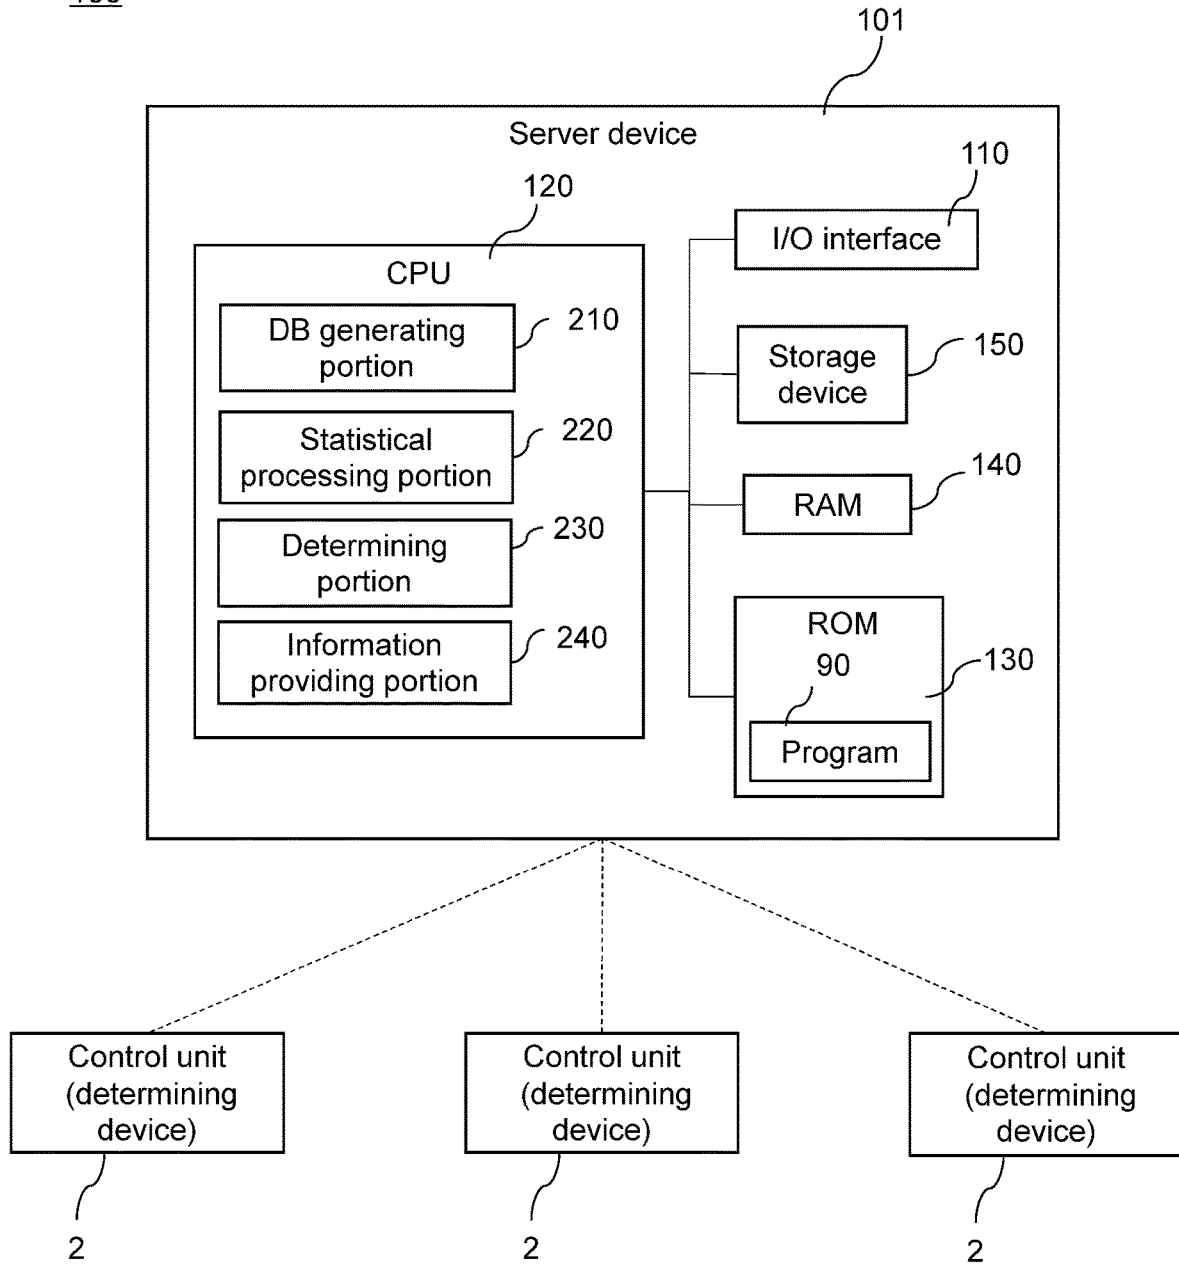 101
Server device
110
120
I/O interface
CPU
DB generating
portion
210
Storage
device
150
Statistical
processing portion
220
RAM
140
Determining
portion
230
ROM
90
130
Information
providing portion
240
Program
Control unit
(determining
device)
Control unit
(determining
device)
Control unit
(determining
device)
2
2
2